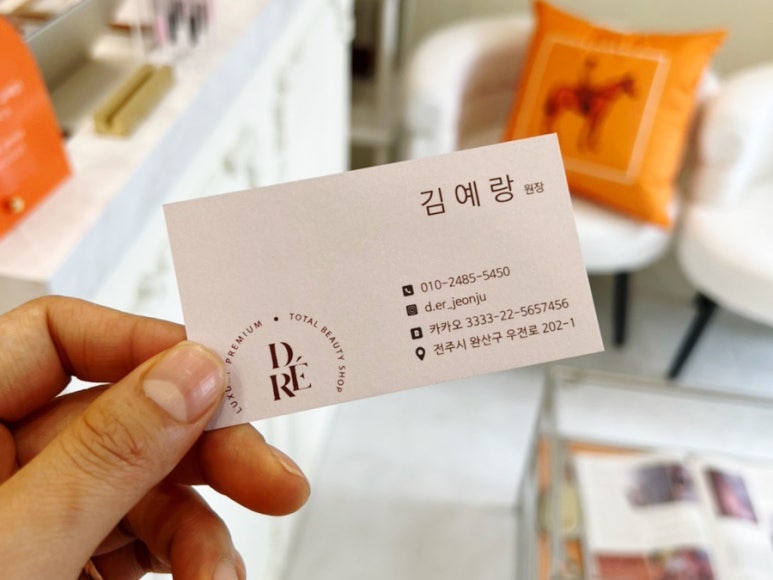 김예랑 원장
010-2485-5450
d.er_jeonju
카카오 3333-22-5657456
전주시 완산구 우전로 202-1
LUXURY PREMIUM • TOTAL BEAUTY SHOP
D
RÉ